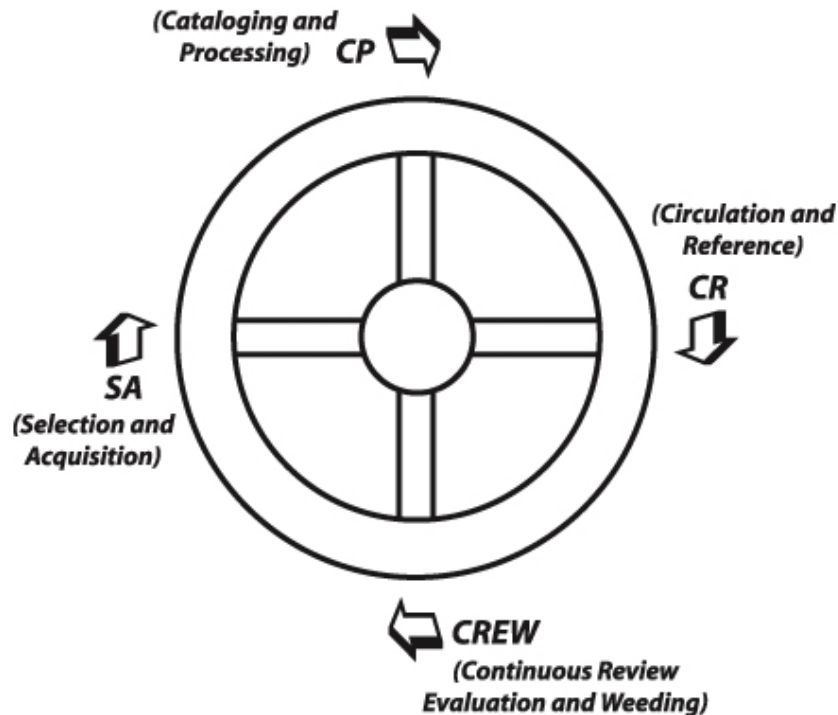 (Cataloging and
Processing) CP
(Circulation and
Reference)
CR
SA
(Selection and
Acquisition)
CREW
(Continuous Review
Evaluation and Weeding)